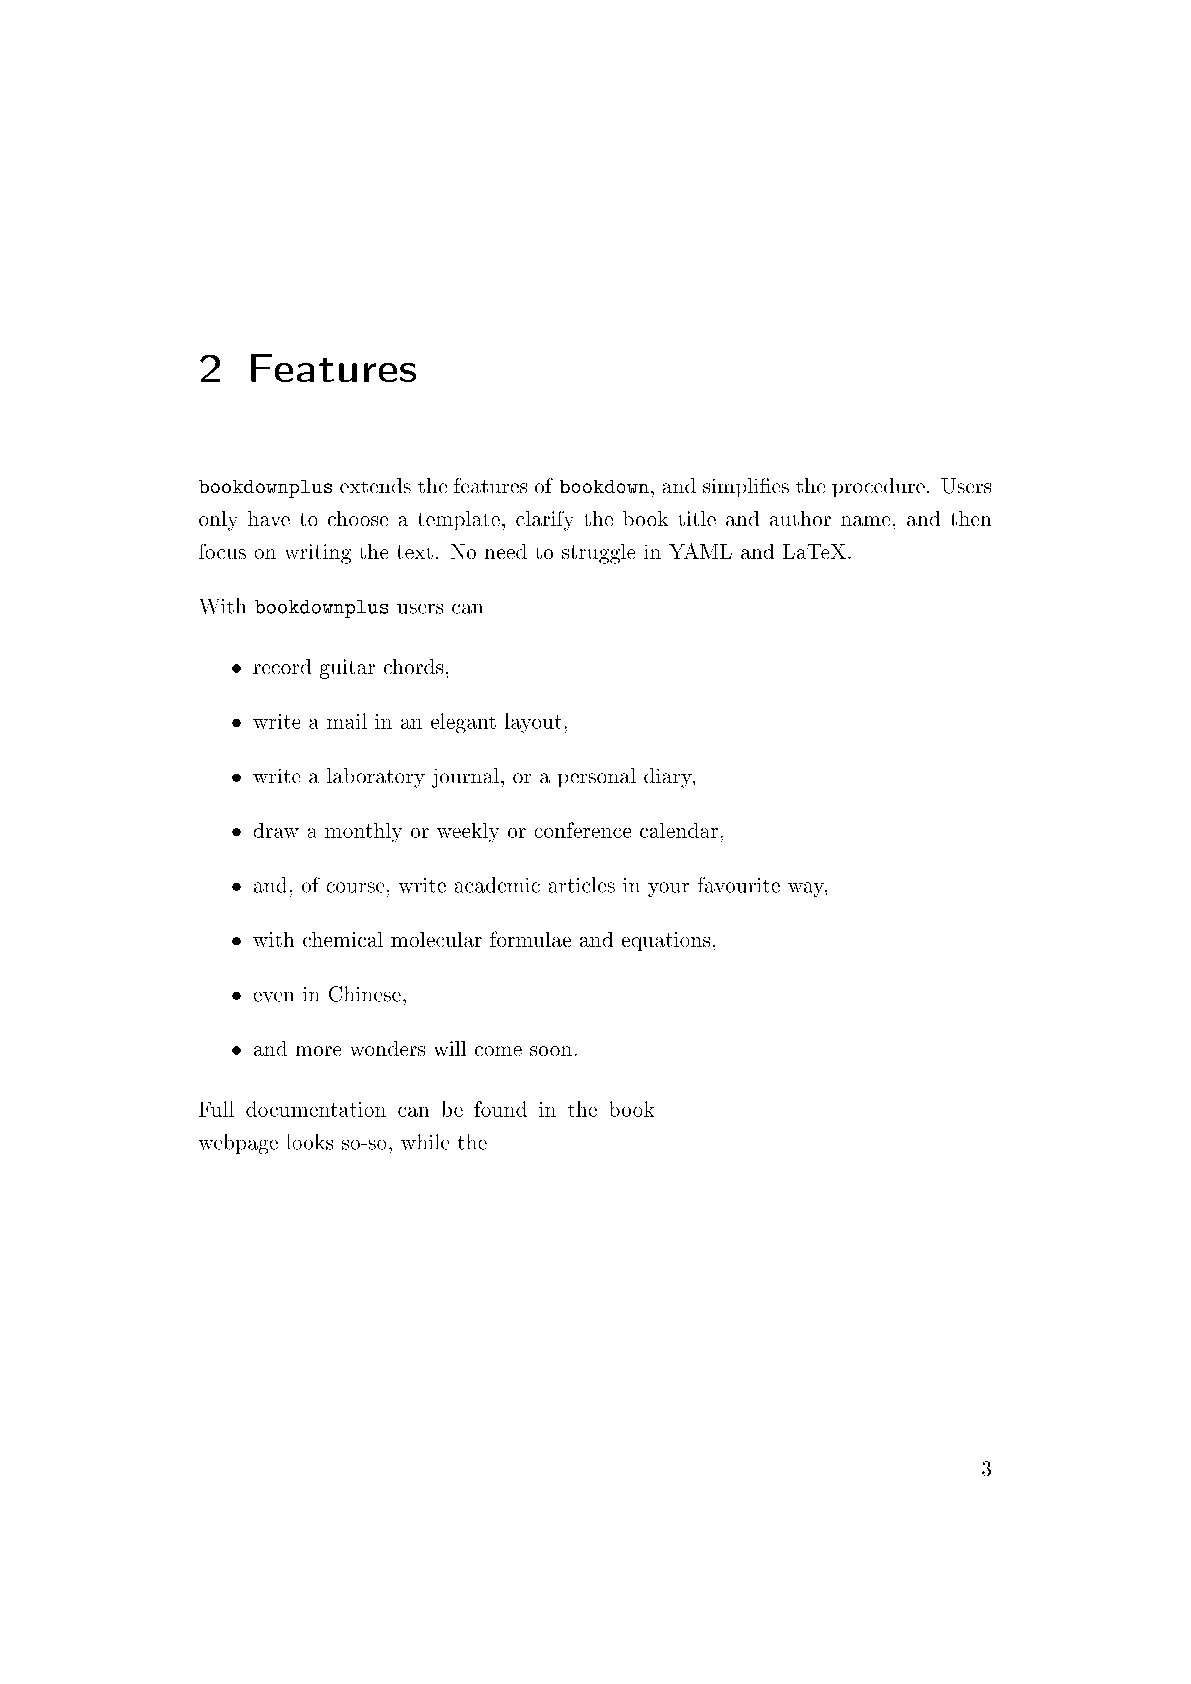 2 Features
bookdownplus extends the features of bookdown, and simplifies the procedure. Users
only have to choose a template, clarify the book title and author name, and then
focus on writing the text. No need to struggle in YAML and LaTeX.
With bookdownplus users can
• record guitar chords,
• write a mail in an elegant layout,
• write a laboratory journal, or a personal diary,
• draw a monthly or weekly or conference calendar,
• and, of course, write academic articles in your favourite way,
• with chemical molecular formulae and equations,
• even in Chinese,
• and more wonders will come soon.
Full documentation can be found in the book
webpage looks so-so, while the
3